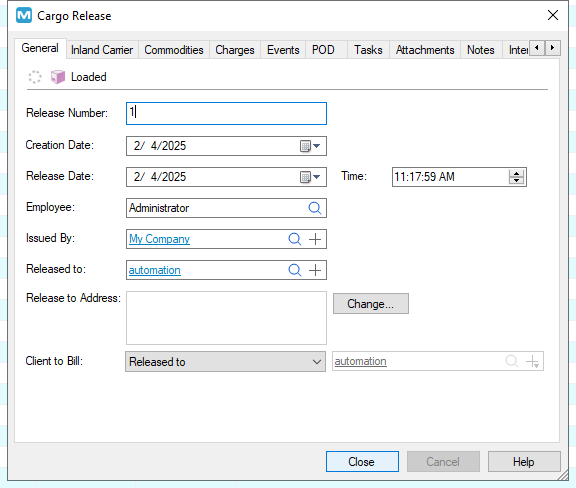 Cargo Release
General Inland Carrier Commodities Charges Events POD Tasks Attachments Notes
Loaded
Release Number: 1
Creation Date: 2/ 4/2025
Release Date: 2/ 4/2025 Time: 11:17:59 AM
Employee: Administrator
Issued By: My Company
Released to: automation
Release to Address: Change...
Client to Bill: Released to automation
Close Cancel Help